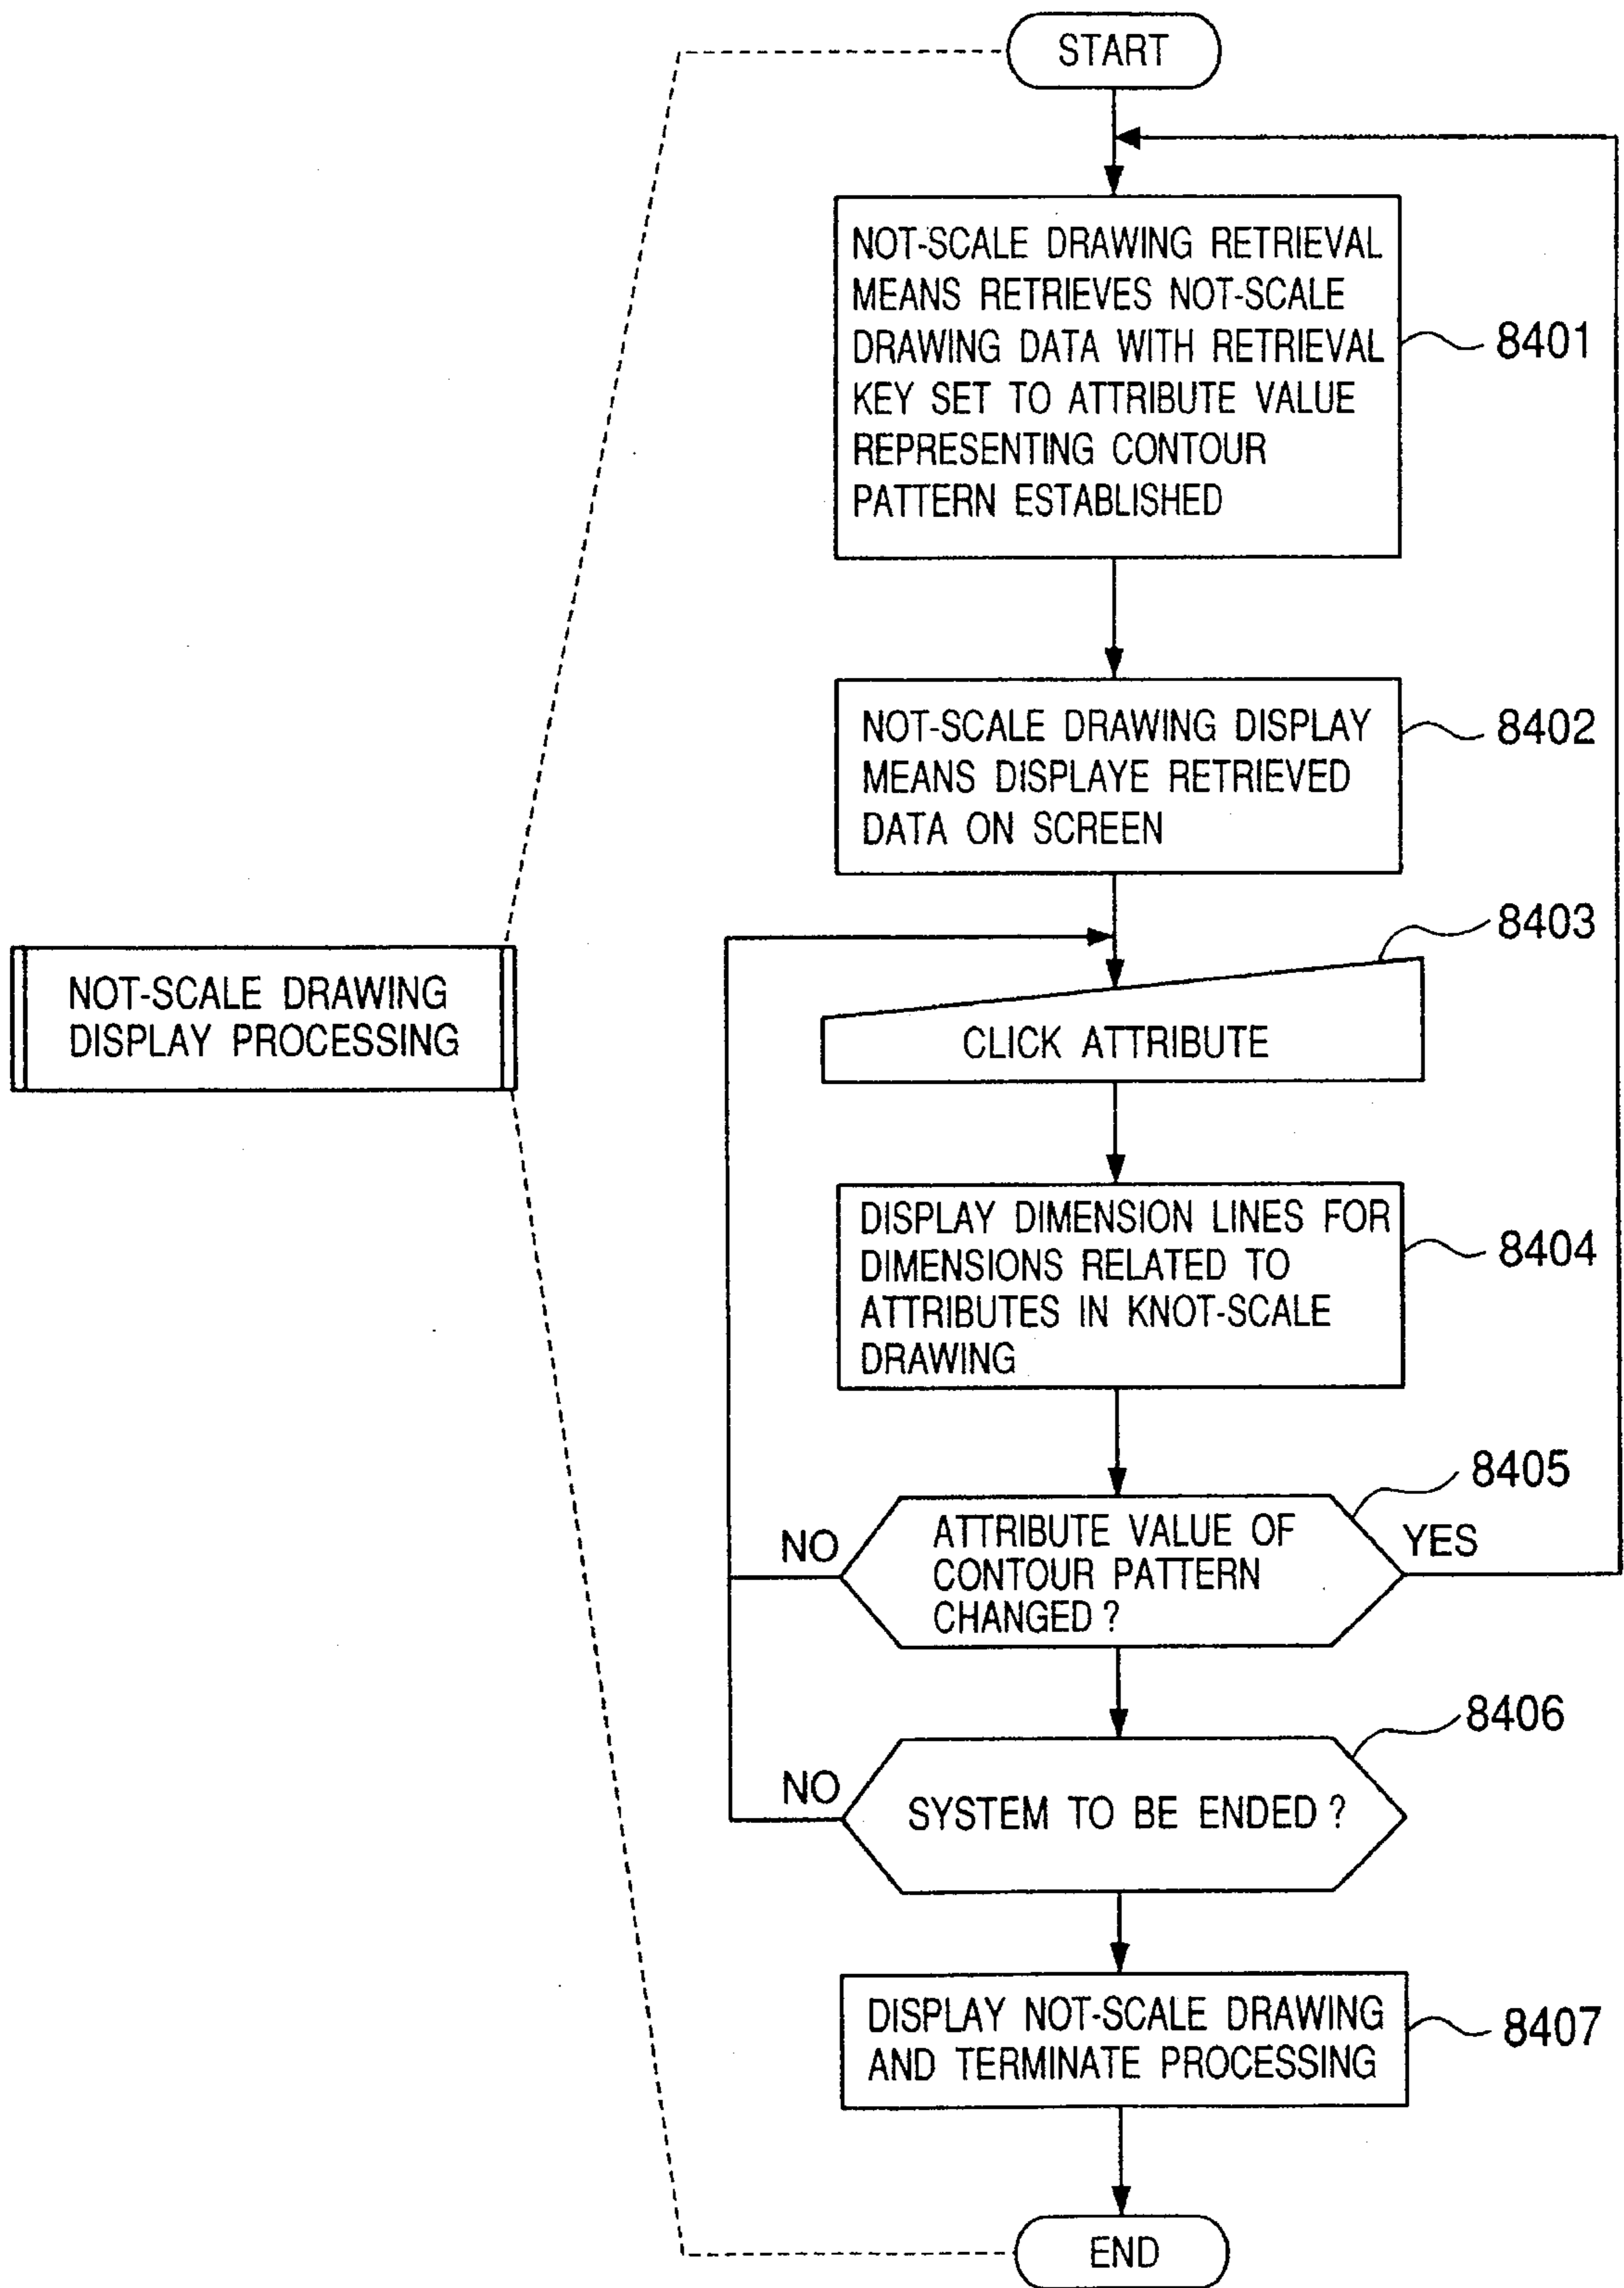 START
NOT-SCALE DRAWING RETRIEVAL
MEANS RETRIEVES NOT-SCALE
DRAWING DATA WITH RETRIEVAL
KEY SET TO ATTRIBUTE VALUE
REPRESENTING CONTOUR
PATTERN ESTABLISHED
8401
NOT-SCALE DRAWING DISPLAY
MEANS DISPLAYE RETRIEVED
DATA ON SCREEN
8402
8403
NOT-SCALE DRAWING
DISPLAY PROCESSING
CLICK ATTRIBUTE
DISPLAY DIMENSION LINES FOR
DIMENSIONS RELATED TO
ATTRIBUTES IN KNOT-SCALE
DRAWING
8404
8405
NO
ATTRIBUTE VALUE OF
CONTOUR PATTERN
CHANGED?
YES
8406
NO
SYSTEM TO BE ENDED?
DISPLAY NOT-SCALE DRAWING
AND TERMINATE PROCESSING
8407
END